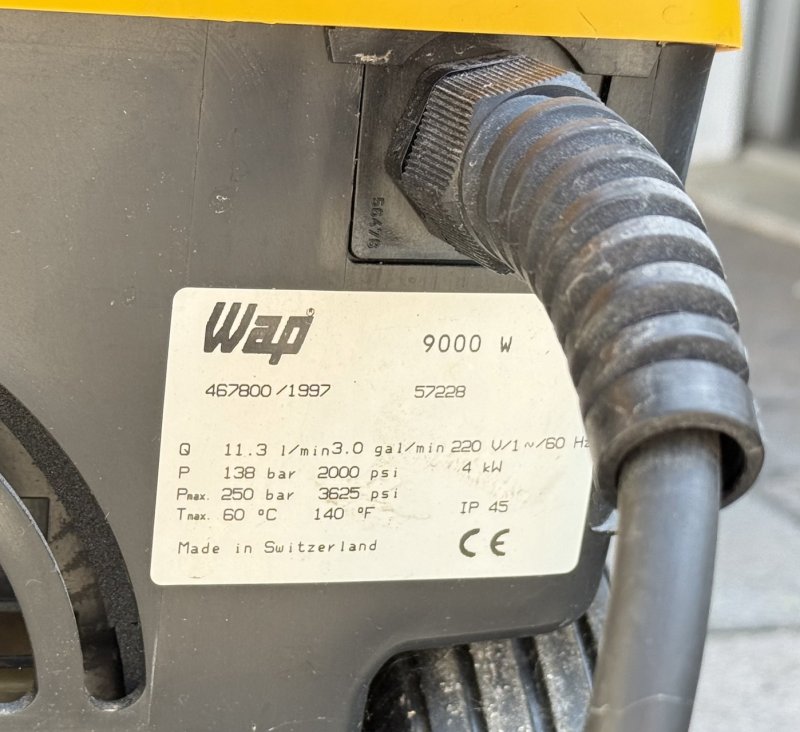 56478
Wap®
9000 W
467800/1997 57228
Q 11.3 l/min 3.0 gal/min 220 V/1~/60 Hz
P 138 bar 2000 psi 4 kW
Pmax. 250 bar 3625 psi
Tmax. 60 °C 140 °F IP 45
Made in Switzerland CE